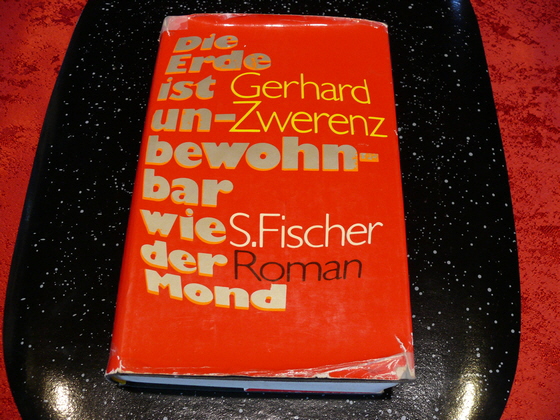 Die
Erde
ist
un-
bewohn-
bar
wie
der
Mond
Gerhard
Zwerenz
S.Fischer
Roman